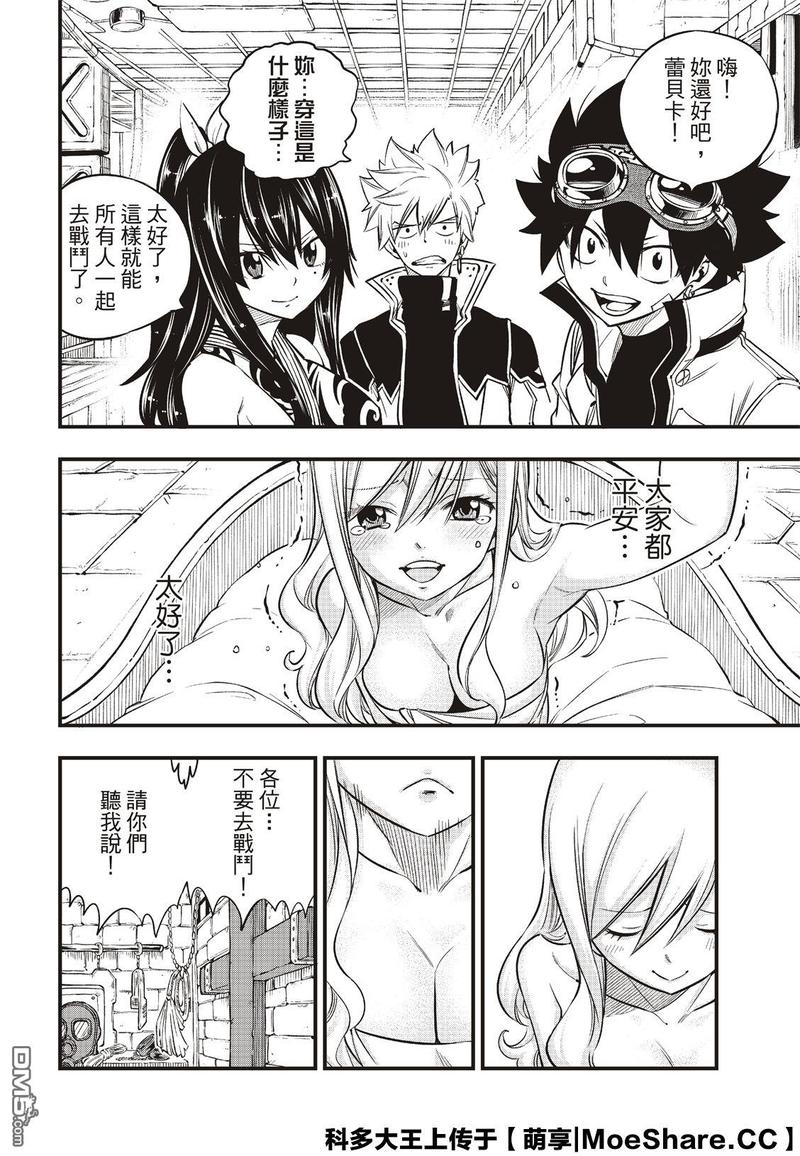 嗨！
妳還好吧，
蕾貝卡！
妳…穿這是
什麼樣子…
太好了，
這樣就能
所有人一起
去戰鬥了。
大家都
平安…
太好了…
各位…
不要去戰鬥！
請你們
聽我說！
DM5
.com
科多大王上传于【萌享|MoeShare.CC】